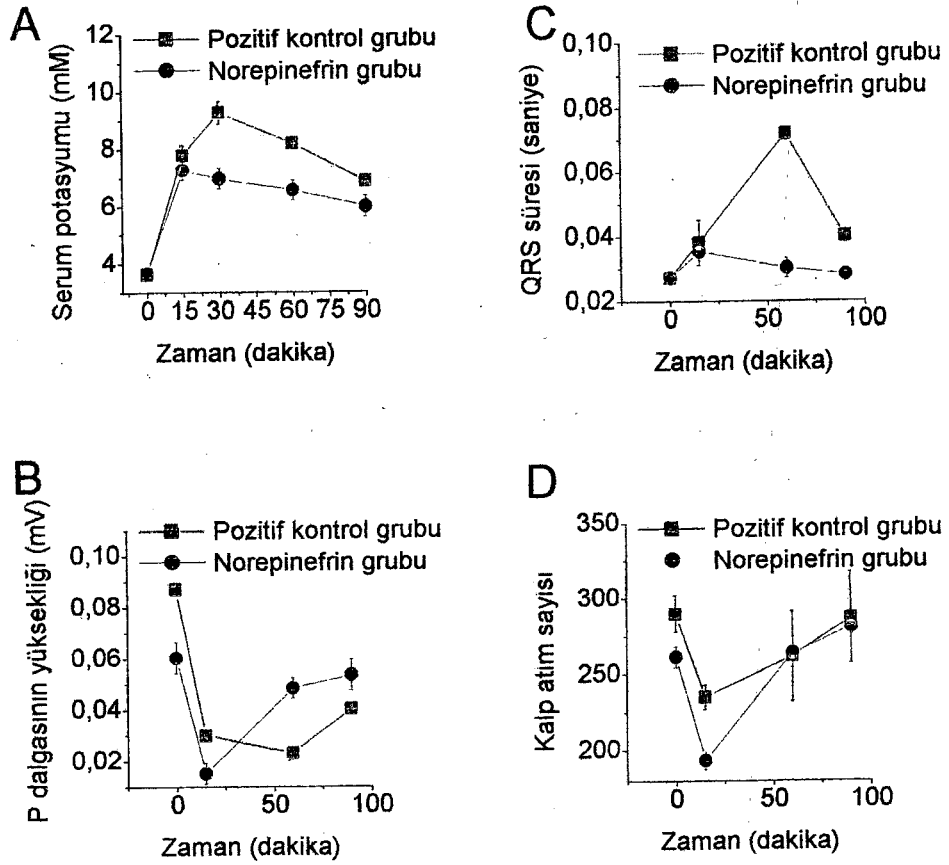 A
Serum potasyumu (mM)
12
10
8
6
4
Pozitif kontrol grubu
Norepinefrin grubu
0 15 30 45 60 75 90
Zaman (dakika)
C
QRS süresi (saniye)
0,10
0,08
0,06
0,04
0,02
Pozitif kontrol grubu
Norepinefrin grubu
0 50 100
Zaman (dakika)
B
P dalgasının yüksekliği (mV)
0,10
0,08
0,06
0,04
0,02
Pozitif kontrol grubu
Norepinefrin grubu
0 50 100
Zaman (dakika)
D
Kalp atim sayısı
350
300
250
200
Pozitif kontrol grubu
Norepinefrin grubu
0 50 100
Zaman (dakika)